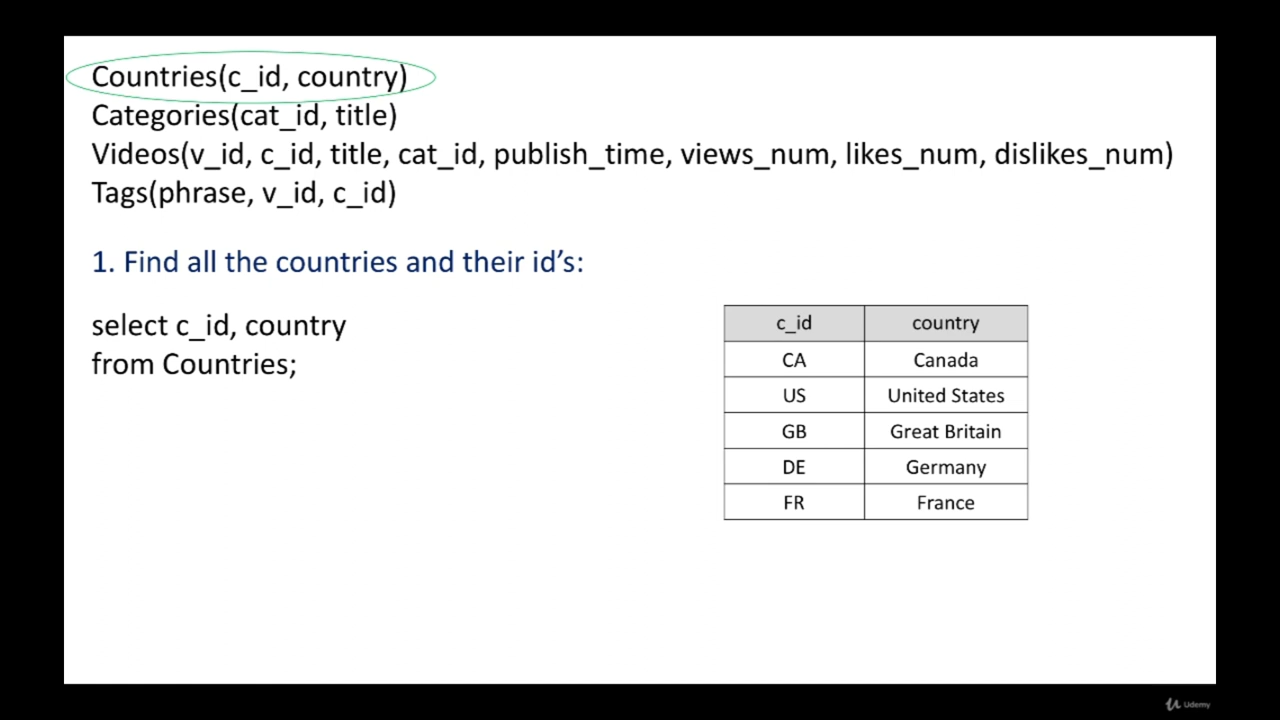 Countries(c_id, country)
Categories(cat_id, title)
Videos(v_id, c_id, title, cat_id, publish_time, views_num, likes_num, dislikes_num)
Tags(phrase, v_id, c_id)
1. Find all the countries and their id’s:
select c_id, country
from Countries;
c_id country
CA Canada
US United States
GB Great Britain
DE Germany
FR France
Udemy